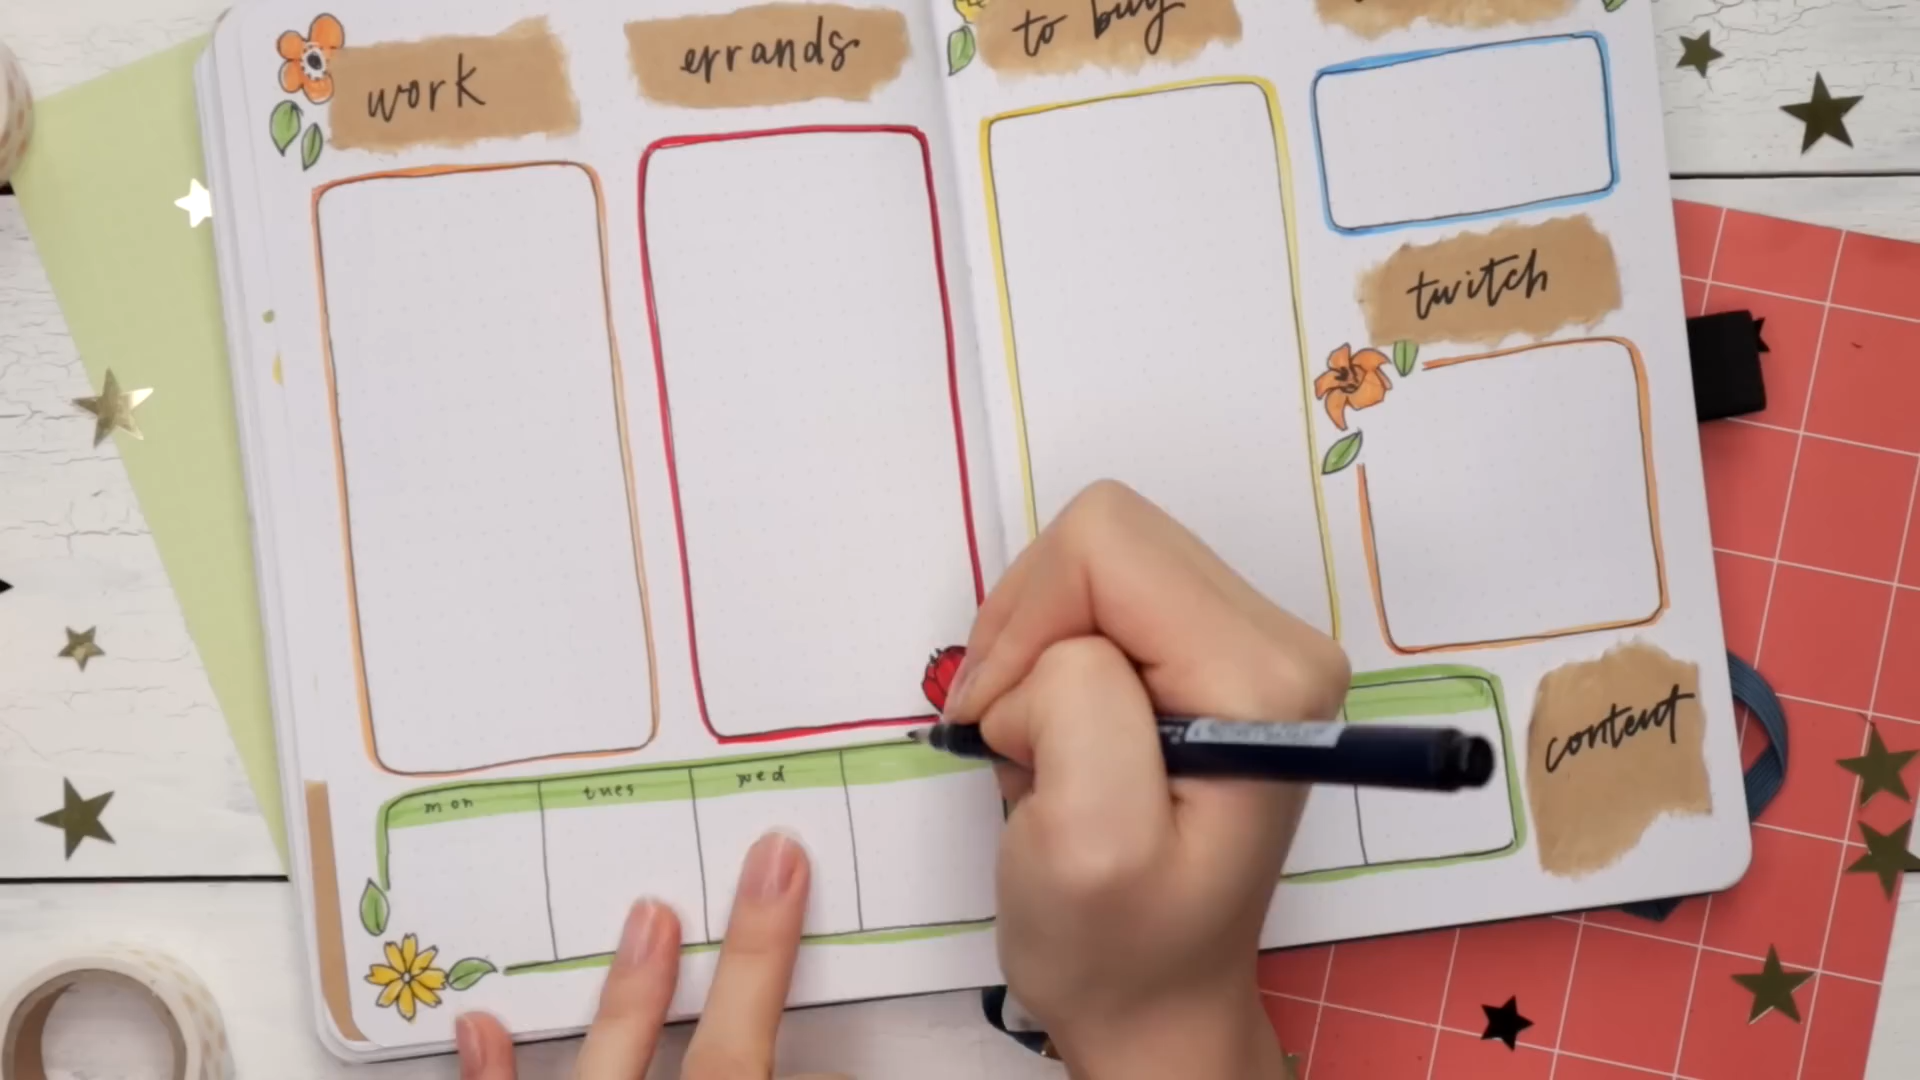 work
errands
to buy
twitch
content
mon
tues
wed